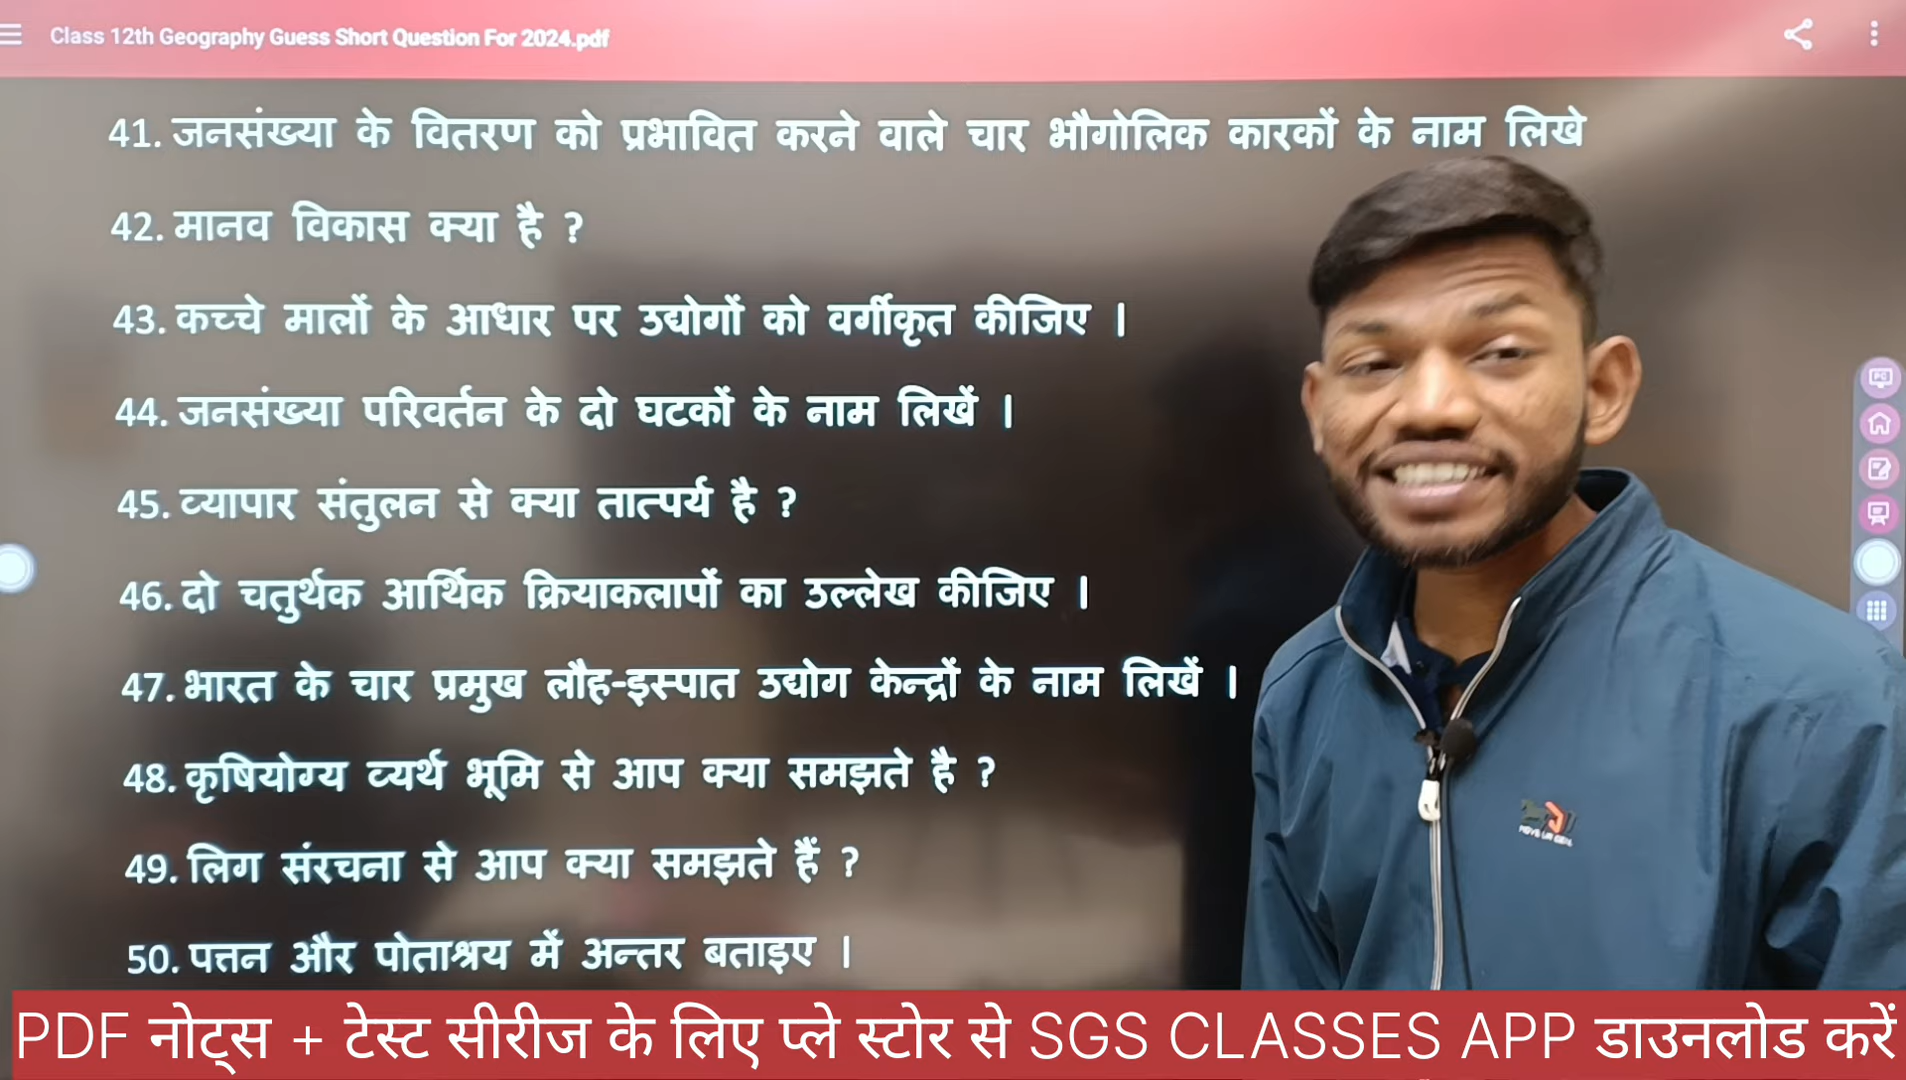 Class 12th Geography Guess Short Question For 2024.pdf
41. जनसंख्या के वितरण को प्रभावित करने वाले चार भौगोलिक कारकों के नाम लिखे
42. मानव विकास क्या है ?
43. कच्चे मालों के आधार पर उद्योगों को वर्गीकृत कीजिए ।
44. जनसंख्या परिवर्तन के दो घटकों के नाम लिखें ।
45. व्यापार संतुलन से क्या तात्पर्य है ?
46. दो चतुर्थक आर्थिक क्रियाकलापों का उल्लेख कीजिए ।
47. भारत के चार प्रमुख लौह-इस्पात उद्योग केन्द्रों के नाम लिखें ।
48. कृषियोग्य व्यर्थ भूमि से आप क्या समझते है ?
49. लिग संरचना से आप क्या समझते हैं ?
50. पत्तन और पोताश्रय में अन्तर बताइए ।
PDF नोट्स + टेस्ट सीरीज के लिए प्ले स्टोर से SGS CLASSES APP डाउनलोड करें